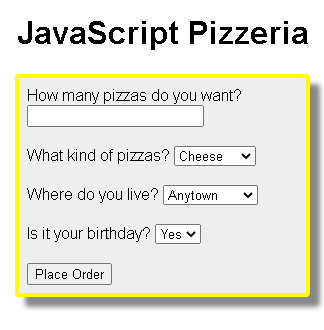 JavaScript Pizzeria
How many pizzas do you want?
What kind of pizzas? Cheese
Where do you live? Anytown
Is it your birthday? Yes
Place Order